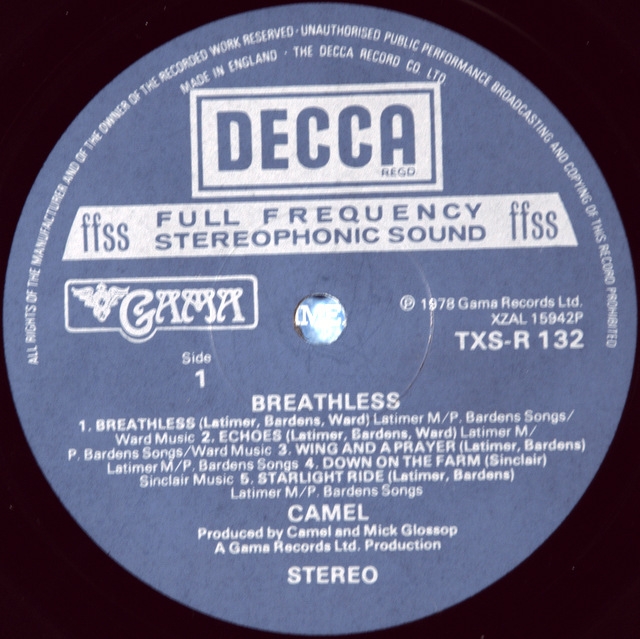 ALL RIGHTS OF THE MANUFACTURER AND OF THE OWNER OF THE RECORDED WORK RESERVED · UNAUTHORISED PUBLIC PERFORMANCE BROADCASTING AND COPYING OF THIS RECORD PROHIBITED
MADE IN ENGLAND · THE DECCA RECORD CO LTD
DECCA
REGD
ffss FULL FREQUENCY ffss
STEREOPHONIC SOUND
GAMA
℗ 1978 Gama Records Ltd.
XZAL 15942P
TXS-R 132
Side
1
BREATHLESS
1. BREATHLESS (Latimer, Bardens, Ward) Latimer M/P. Bardens Songs/
Ward Music 2. ECHOES (Latimer, Bardens, Ward) Latimer M/
P. Bardens Songs/Ward Music 3. WING AND A PRAYER (Latimer, Bardens)
Latimer M/P. Bardens Songs 4. DOWN ON THE FARM (Sinclair)
Sinclair Music 5. STARLIGHT RIDE (Latimer, Bardens)
Latimer M/P. Bardens Songs
CAMEL
Produced by Camel and Mick Glossop
A Gama Records Ltd. Production
STEREO